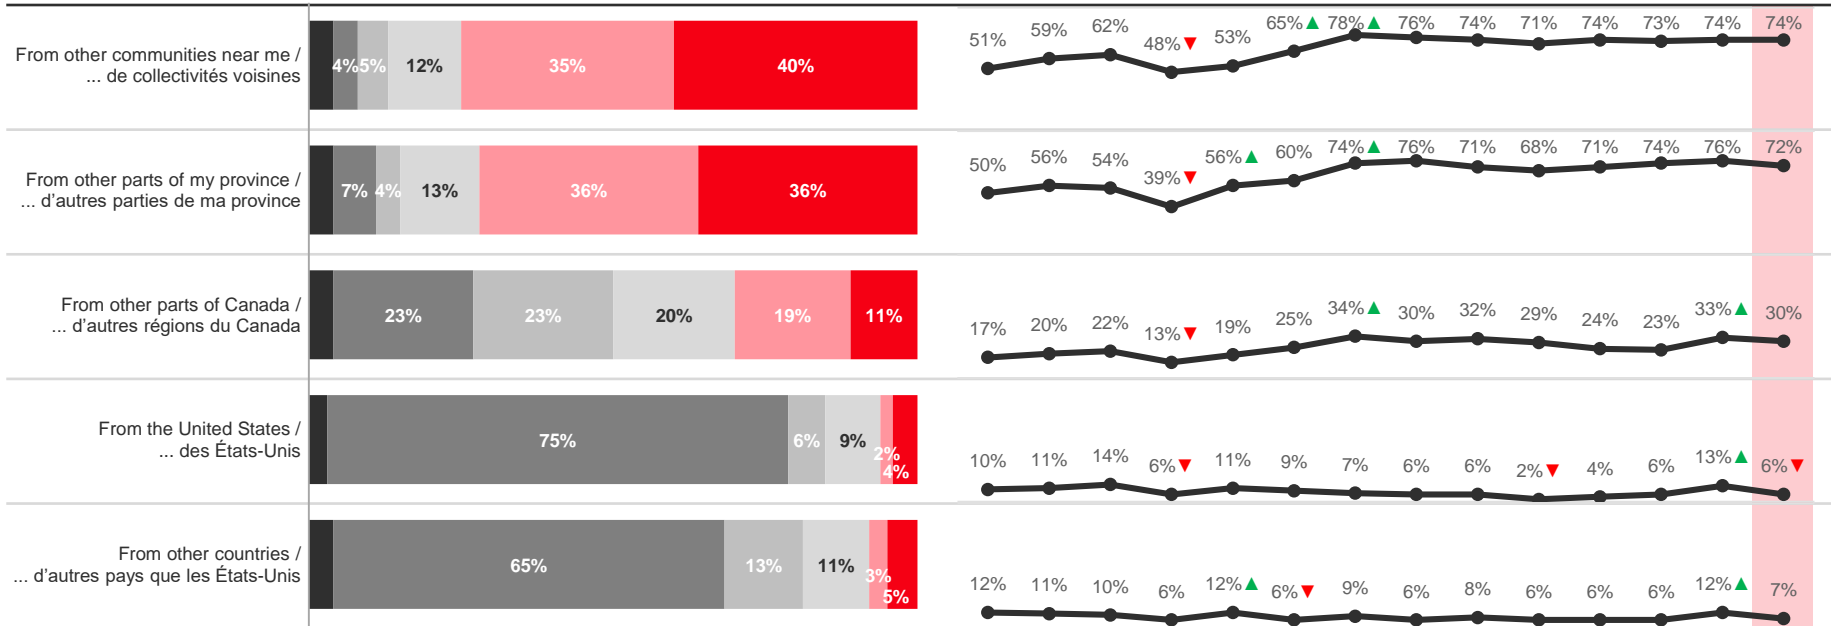 From other communities near me /
... de collectivités voisines
4% 5% 12% 35% 40%
51% 59% 62% 48% ▼ 53% 65% ▲ 78% ▲ 76% 74% 71% 74% 73% 74% 74%
From other parts of my province /
... d'autres parties de ma province
7% 4% 13% 36% 36%
50% 56% 54% 39% ▼ 56% ▲ 60% 74% ▲ 76% 71% 68% 71% 74% 76% 72%
From other parts of Canada /
... d'autres régions du Canada
23% 23% 20% 19% 11%
17% 20% 22% 13% ▼ 19% 25% 34% ▲ 30% 32% 29% 24% 23% 33% ▲ 30%
From the United States /
... des États-Unis
75% 6% 9% 2% 4%
10% 11% 14% 6% ▼ 11% 9% 7% 6% 6% 2% ▼ 4% 6% 13% ▲ 6% ▼
From other countries /
... d'autres pays que les États-Unis
65% 13% 11% 3% 5%
12% 11% 10% 6% 12% ▲ 6% ▼ 9% 6% 8% 6% 6% 6% 12% ▲ 7%